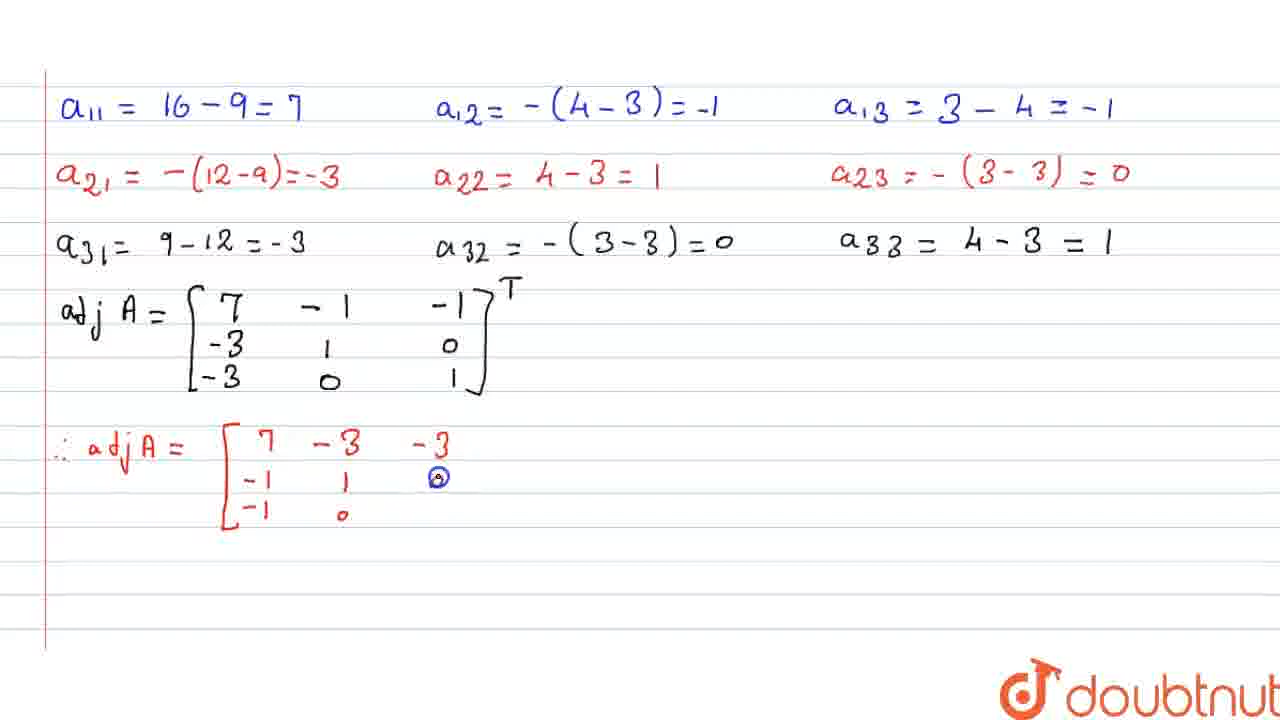 a11 = 16 - 9 = 7 a12 = -(4 - 3) = -1 a13 = 3 - 4 = -1
a21 = -(12-9) = -3 a22 = 4 - 3 = 1 a23 = -(3 - 3) = 0
a31 = 9 - 12 = -3 a32 = -(3 - 3) = 0 a33 = 4 - 3 = 1
adj A = [ 7 -1 -1 ]T
-3 1 0
-3 0 1
∴ adj A = [ 7 -3 -3
-1 1
-1 0
doubtnut